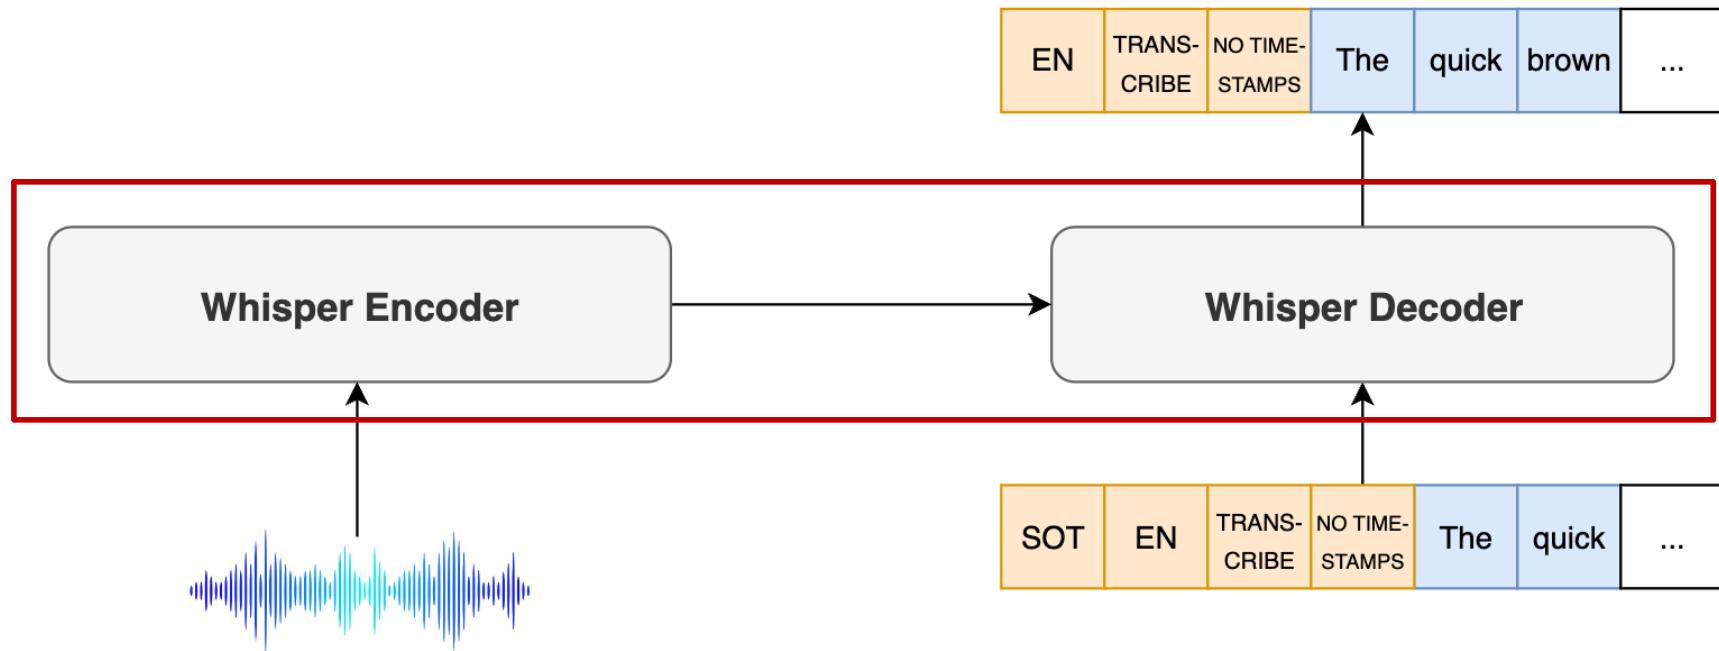 EN TRANS- NO TIME- The quick brown ...
CRIBE STAMPS
Whisper Encoder Whisper Decoder
SOT EN TRANS- NO TIME- The quick ...
CRIBE STAMPS